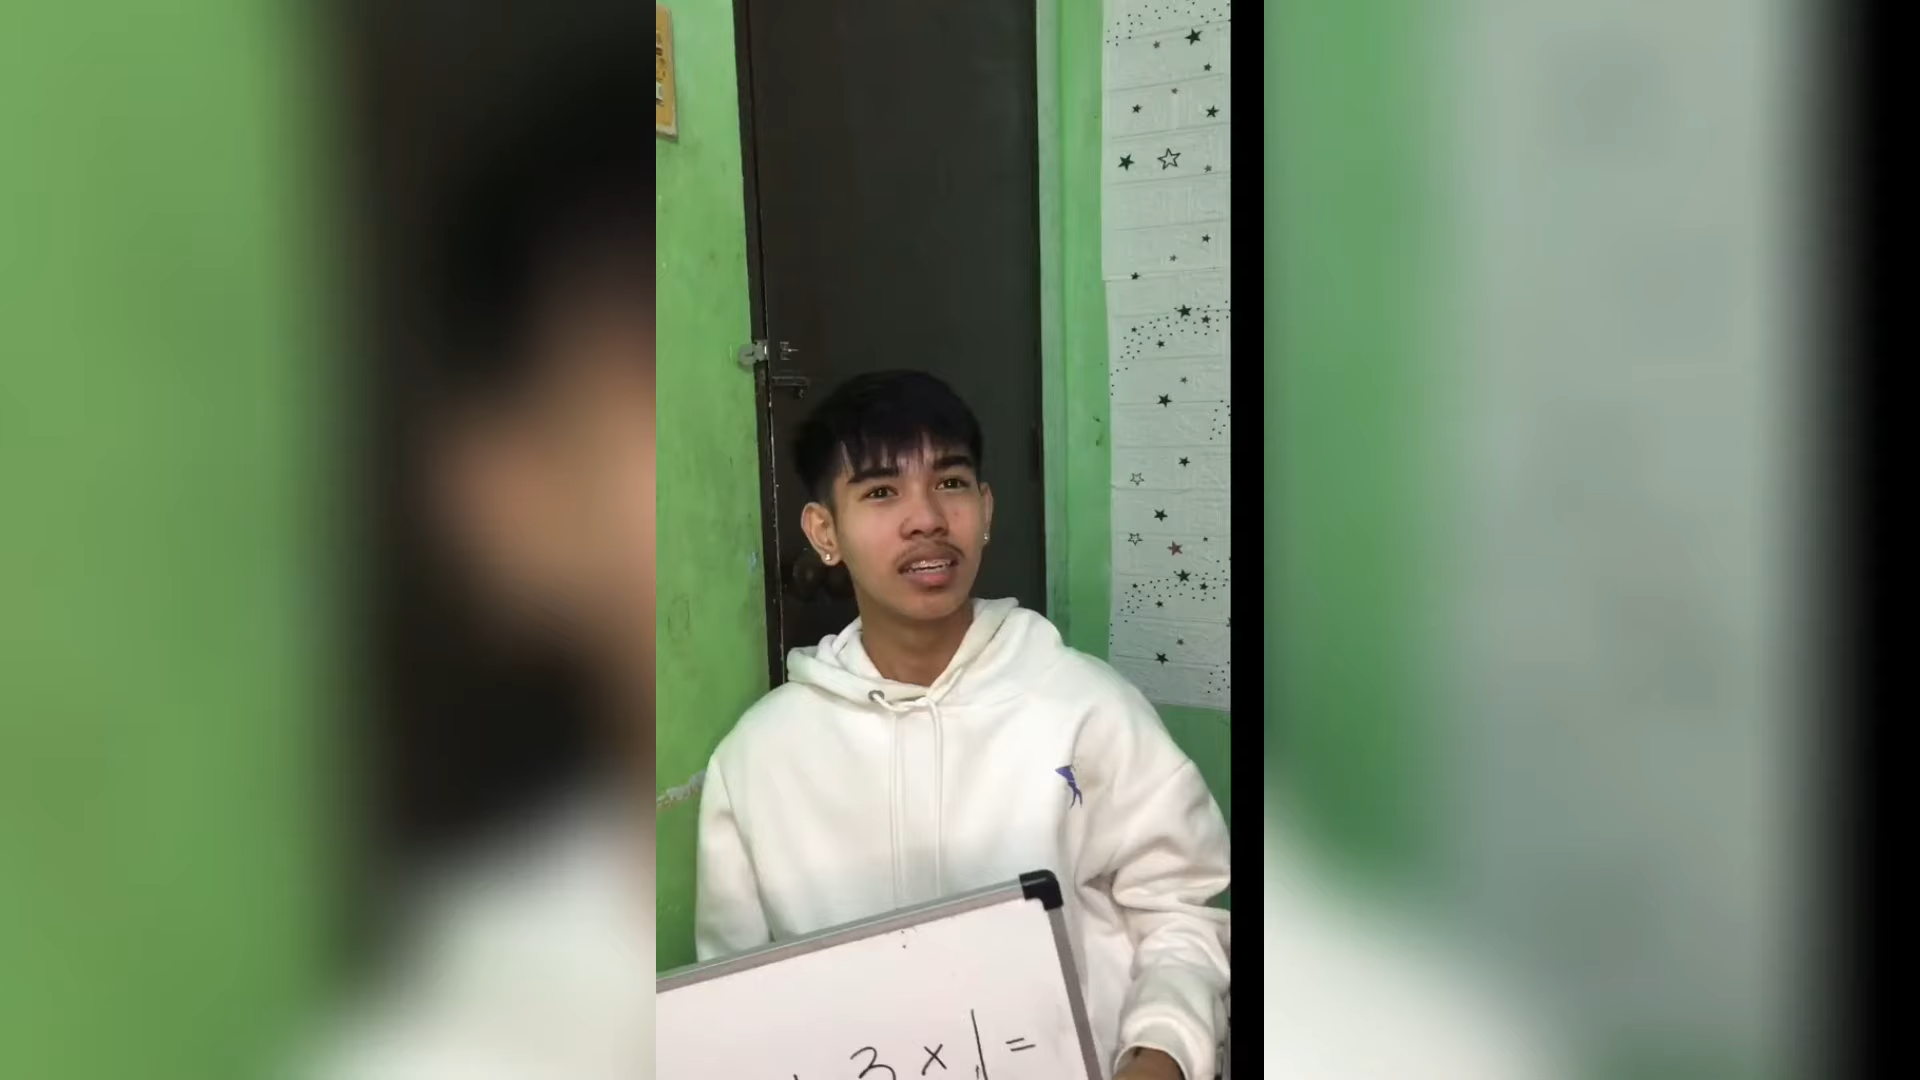 3 x 1 =